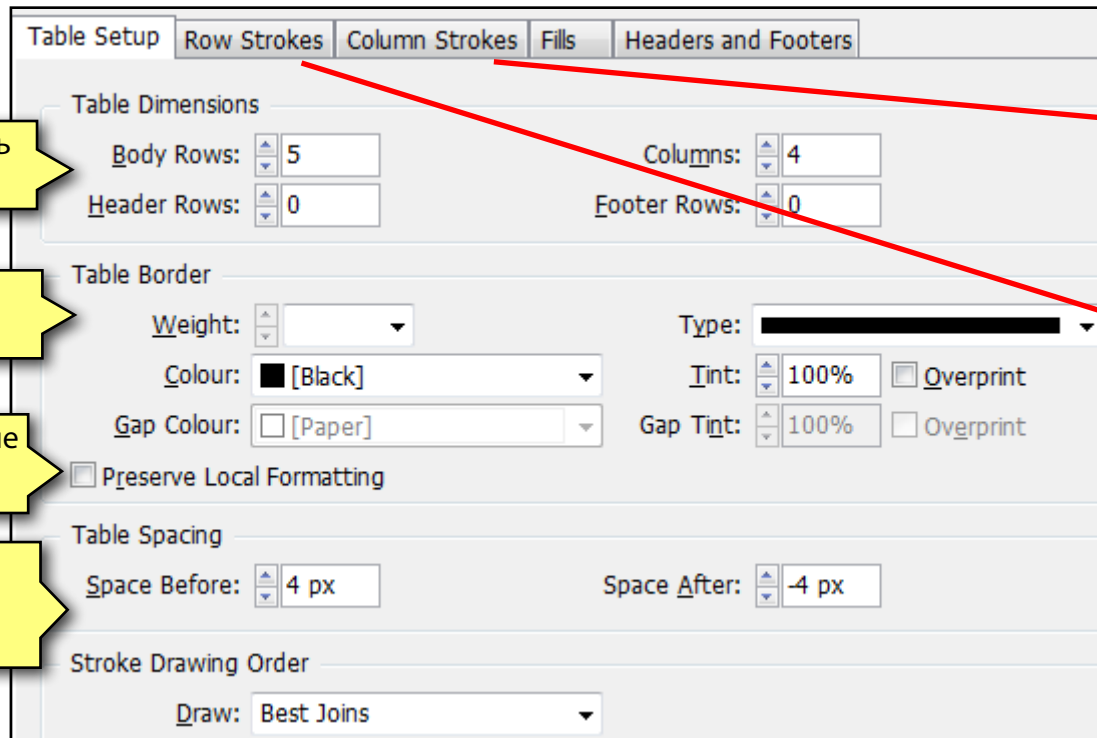 Table Setup Row Strokes Column Strokes Fills Headers and Footers
Table Dimensions
Body Rows: 5 Columns: 4
Header Rows: 0 Footer Rows: 0
Table Border
Weight: Type:
Colour: [Black] Tint: 100% Overprint
Gap Colour: [Paper] Gap Tint: 100% Overprint
Preserve Local Formatting
Table Spacing
Space Before: 4 px Space After: -4 px
Stroke Drawing Order
Draw: Best Joins